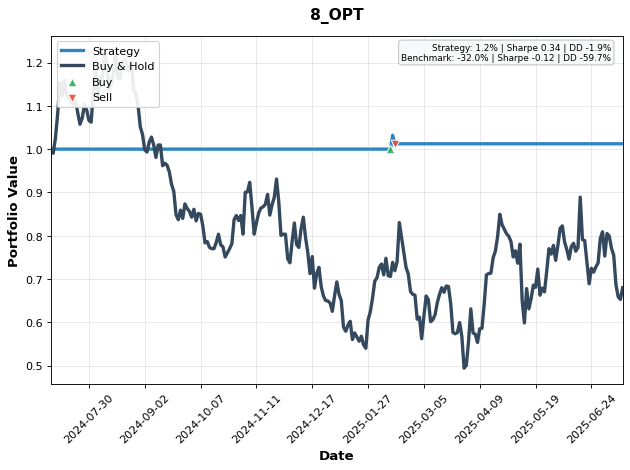 8_OPT
Strategy
Buy & Hold
Buy
Sell
Strategy: 1.2% | Sharpe 0.34 | DD -1.9%
Benchmark: -32.0% | Sharpe -0.12 | DD -59.7%
Portfolio Value
1.2
1.1
1.0
0.9
0.8
0.7
0.6
0.5
2024-07-30
2024-09-02
2024-10-07
2024-11-11
2024-12-17
2025-01-27
2025-03-05
2025-04-09
2025-05-19
2025-06-24
Date